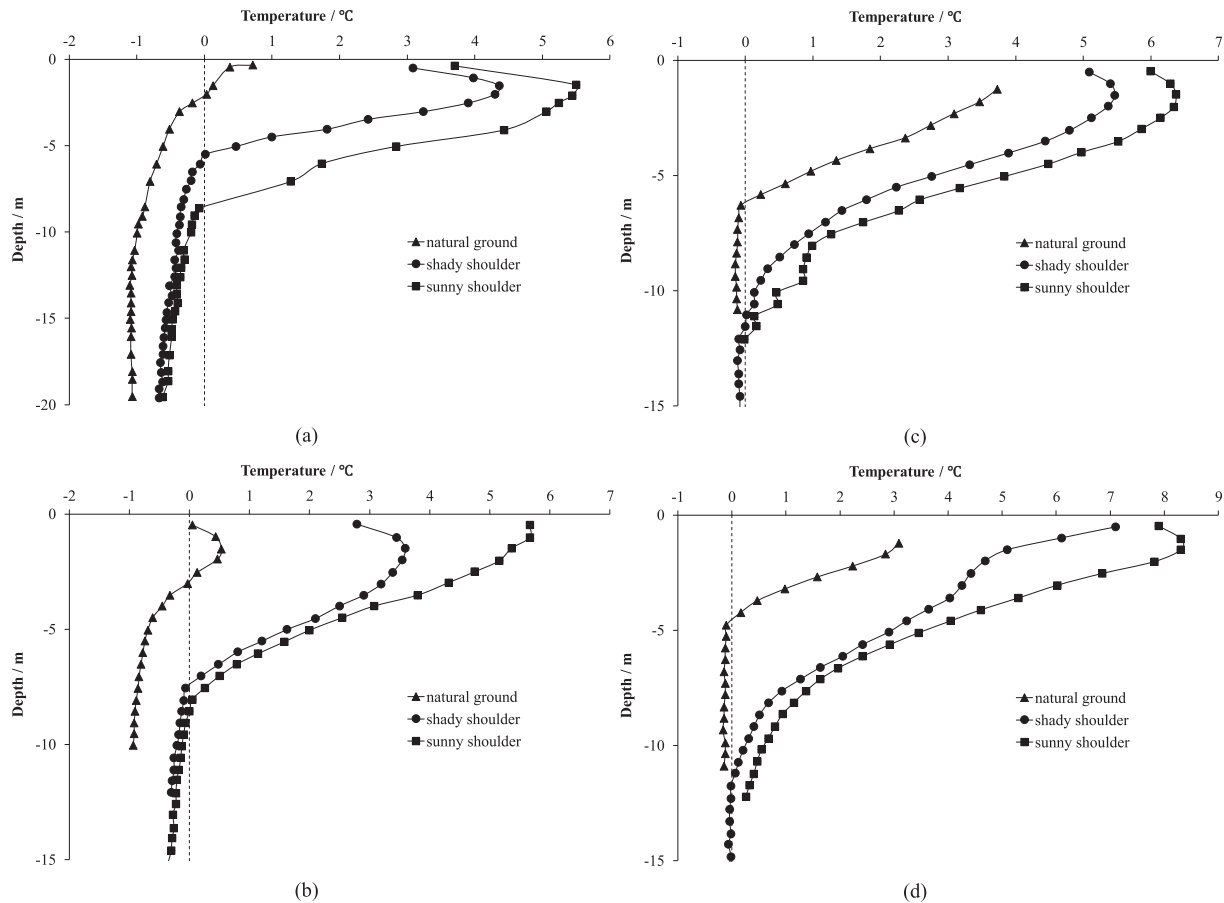 Temperature / ℃
-2 -1 0 1 2 3 4 5 6
0
-5
-10
-15
-20
Depth / m
natural ground
shady shoulder
sunny shoulder
(a)
Temperature / ℃
-1 0 1 2 3 4 5 6 7
0
-5
-10
-15
Depth / m
natural ground
shady shoulder
sunny shoulder
(c)
Temperature / ℃
-2 -1 0 1 2 3 4 5 6 7
0
-5
-10
-15
Depth / m
natural ground
shady shoulder
sunny shoulder
(b)
Temperature / ℃
-1 0 1 2 3 4 5 6 7 8 9
0
-5
-10
-15
Depth / m
natural ground
shady shoulder
sunny shoulder
(d)